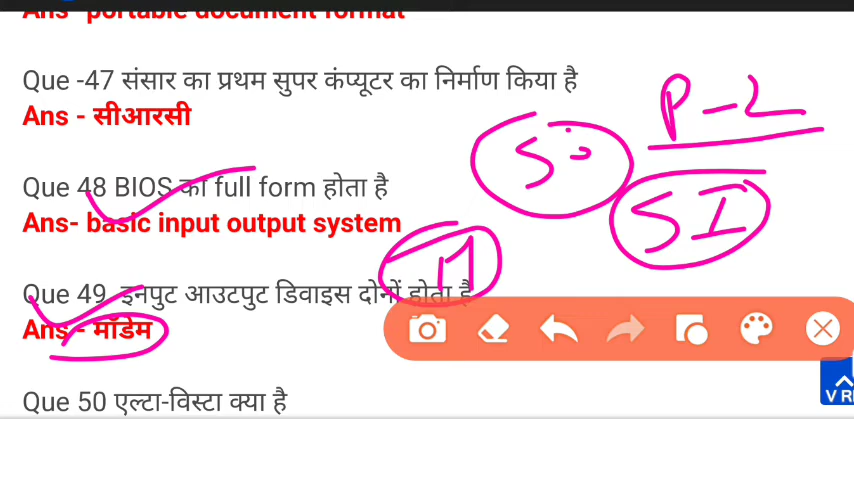 Ans- portable document format
Que -47 संसार का प्रथम सुपर कंप्यूटर का निर्माण किया है
Ans - सीआरसी
P-2
Que 48 BIOS का full form होता है
Ans- basic input output system
SI
Que 49 इनपुट आउटपुट डिवाइस दोनों होता है
Ans - मॉडेम
Que 50 एल्टा-विस्टा क्या है